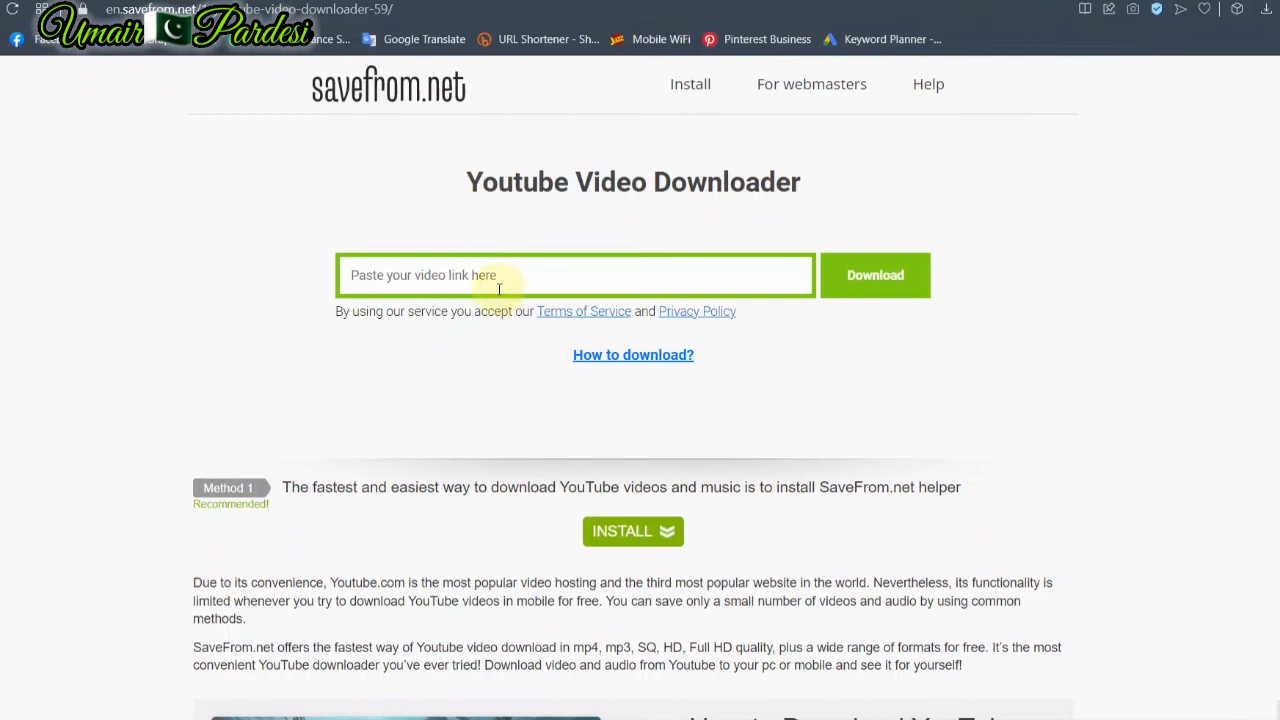 en.savefrom.net/1
-video-downloader-59/
Umair Pardesi
Google Translate
URL Shortener - Sh...
Mobile WiFi
Pinterest Business
Keyword Planner -...
savefrom.net
Install
For webmasters
Help
Youtube Video Downloader
Paste your video link here
Download
By using our service you accept our Terms of Service and Privacy Policy
How to download?
Method 1
The fastest and easiest way to download YouTube videos and music is to install SaveFrom.net helper
Recommended!
INSTALL
Due to its convenience, Youtube.com is the most popular video hosting and the third most popular website in the world. Nevertheless, its functionality is
limited whenever you try to download YouTube videos in mobile for free. You can save only a small number of videos and audio by using common
methods.
SaveFrom.net offers the fastest way of Youtube video download in mp4, mp3, SQ, HD, Full HD quality, plus a wide range of formats for free. It's the most
convenient YouTube downloader you've ever tried! Download video and audio from Youtube to your pc or mobile and see it for yourself!